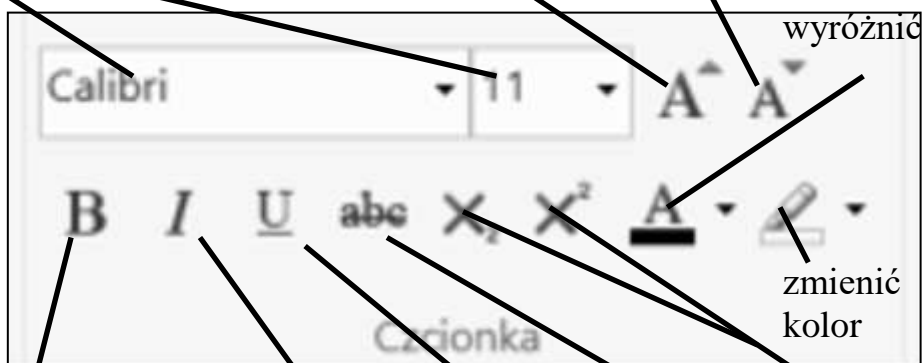 wyróżnić
Calibri 11 A A
B I U abc X₂ X² A
zmienić
kolor
Czcionka